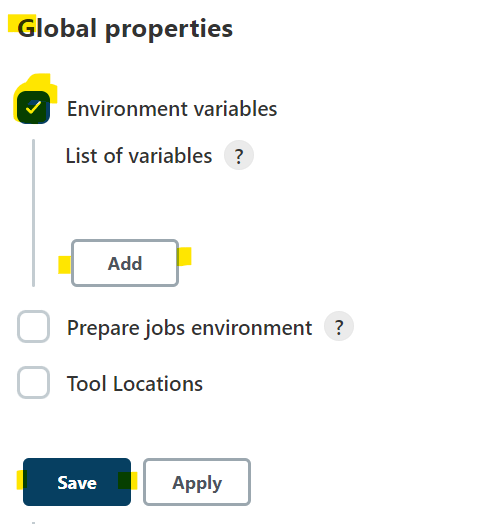 Global properties
Environment variables
List of variables ?
Add
Prepare jobs environment ?
Tool Locations
Save Apply